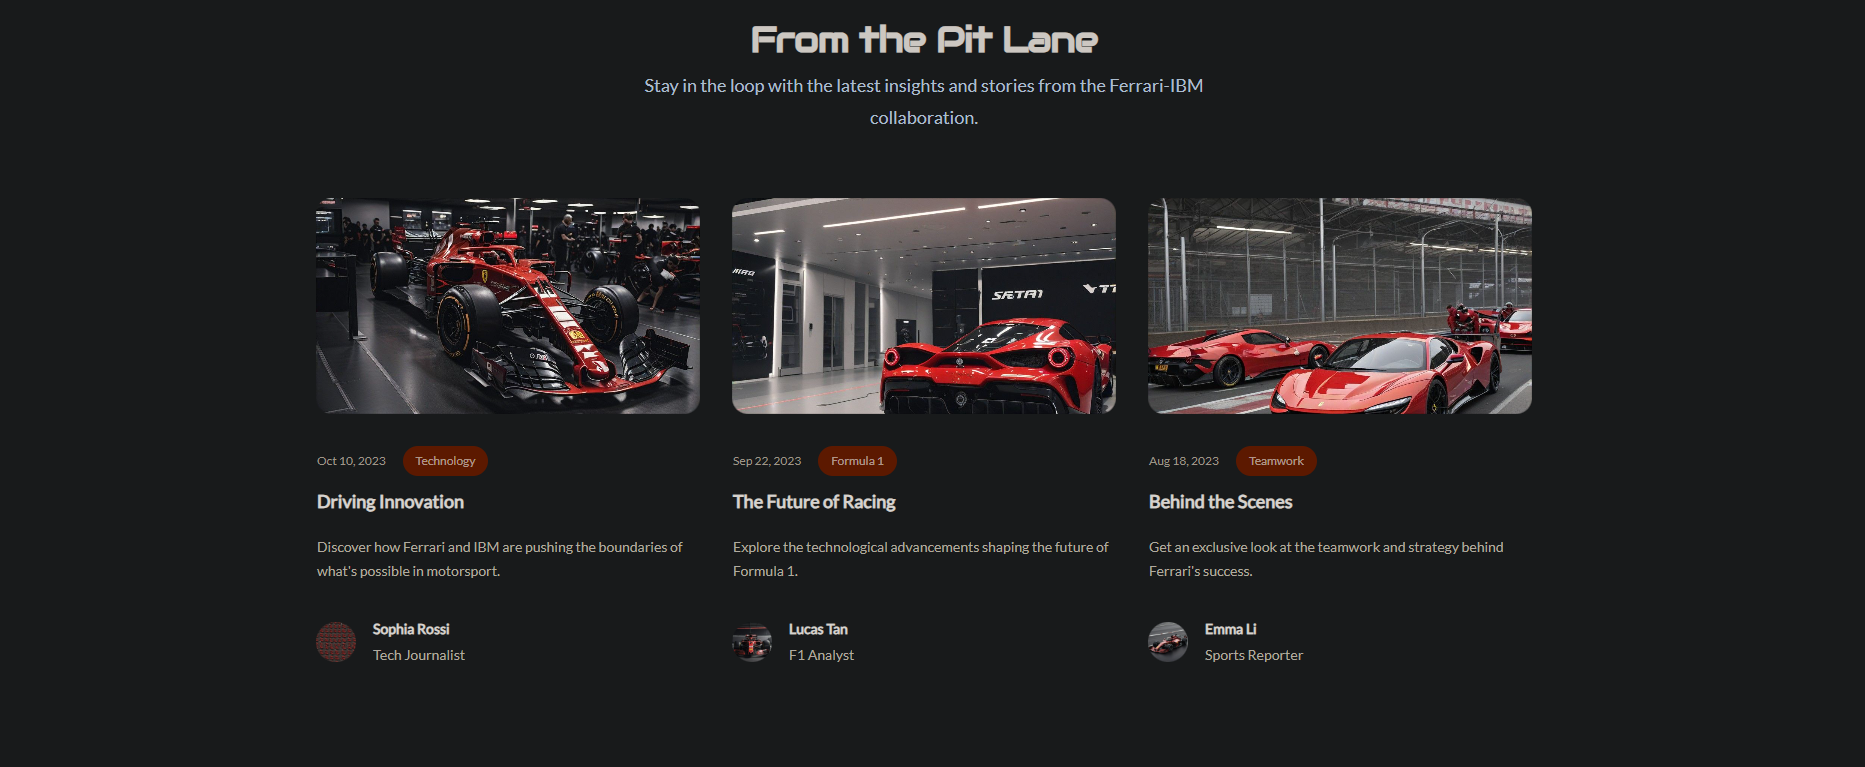 From the Pit Lane
Stay in the loop with the latest insights and stories from the Ferrari-IBM
collaboration.
Oct 10, 2023
Technology
Driving Innovation
Discover how Ferrari and IBM are pushing the boundaries of
what's possible in motorsport.
Sophia Rossi
Tech Journalist
Sep 22, 2023
Formula 1
The Future of Racing
Explore the technological advancements shaping the future of
Formula 1.
Lucas Tan
F1 Analyst
Aug 18, 2023
Teamwork
Behind the Scenes
Get an exclusive look at the teamwork and strategy behind
Ferrari's success.
Emma Li
Sports Reporter